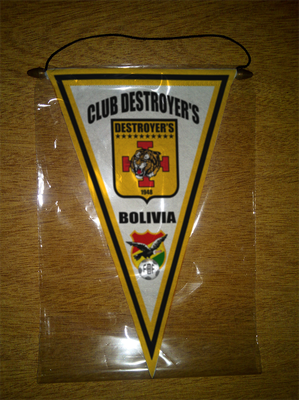 CLUB DESTROYER'S
DESTROYER'S
1948
BOLIVIA